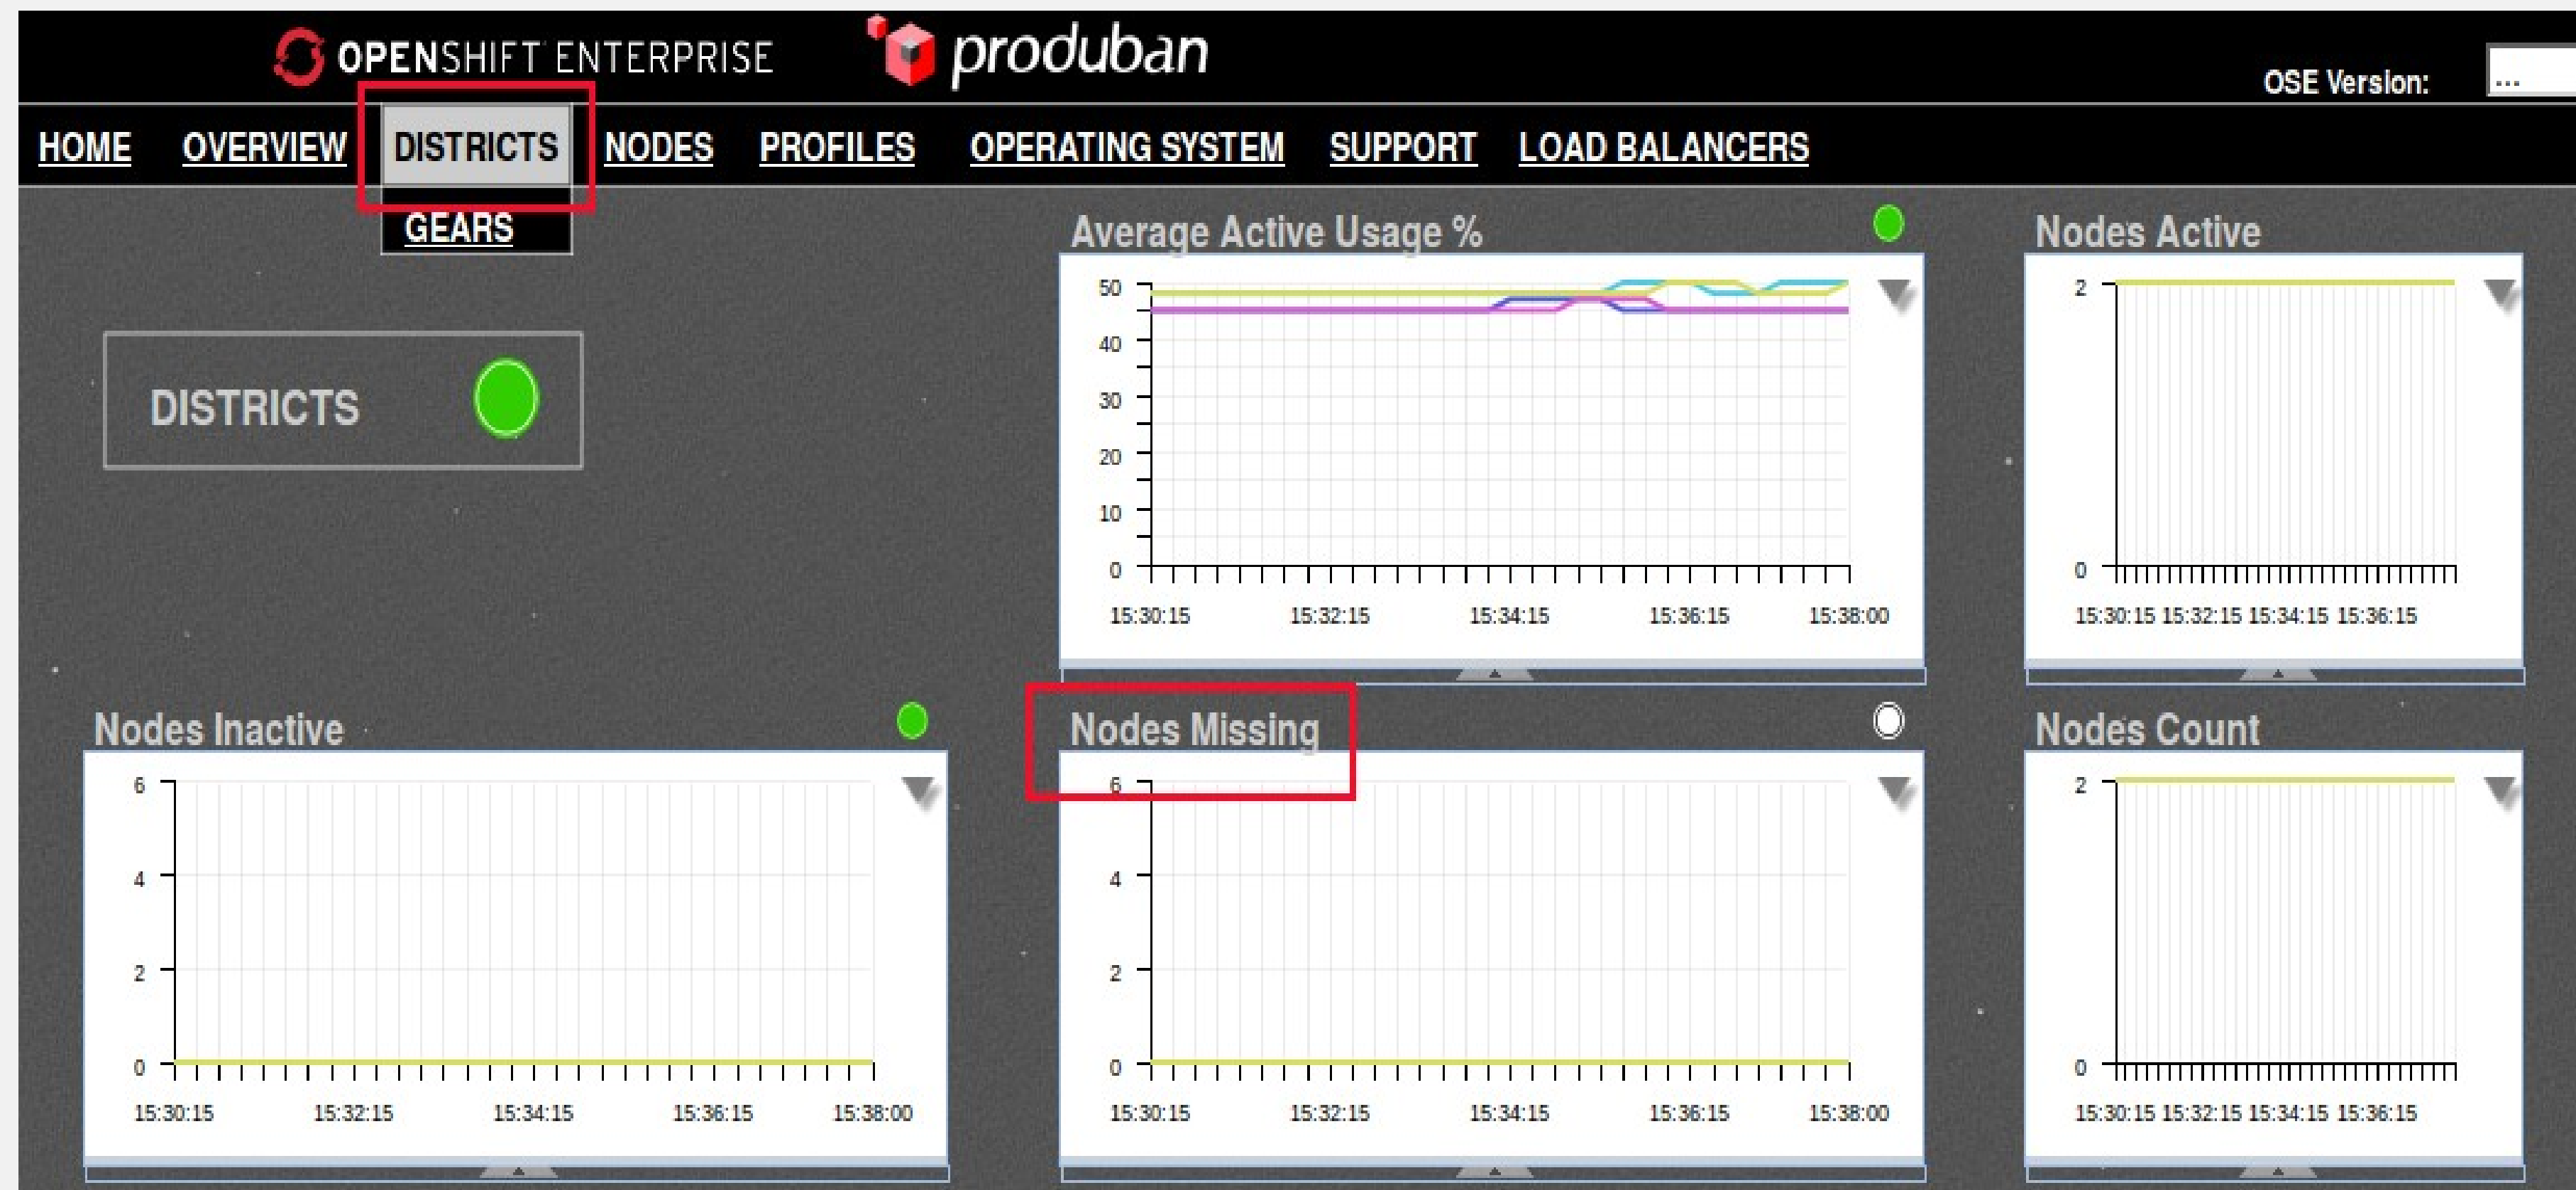 OPENSHIFT ENTERPRISE produban
OSE Version: ...
HOME OVERVIEW DISTRICTS NODES PROFILES OPERATING SYSTEM SUPPORT LOAD BALANCERS
GEARS
DISTRICTS
Average Active Usage %
50
40
30
20
10
0
15:30:15 15:32:15 15:34:15 15:36:15 15:38:00
Nodes Active
2
0
15:30:15 15:32:15 15:34:15 15:36:15
Nodes Inactive
6
4
2
0
15:30:15 15:32:15 15:34:15 15:36:15 15:38:00
Nodes Missing
6
4
2
0
15:30:15 15:32:15 15:34:15 15:36:15 15:38:00
Nodes Count
2
0
15:30:15 15:32:15 15:34:15 15:36:15